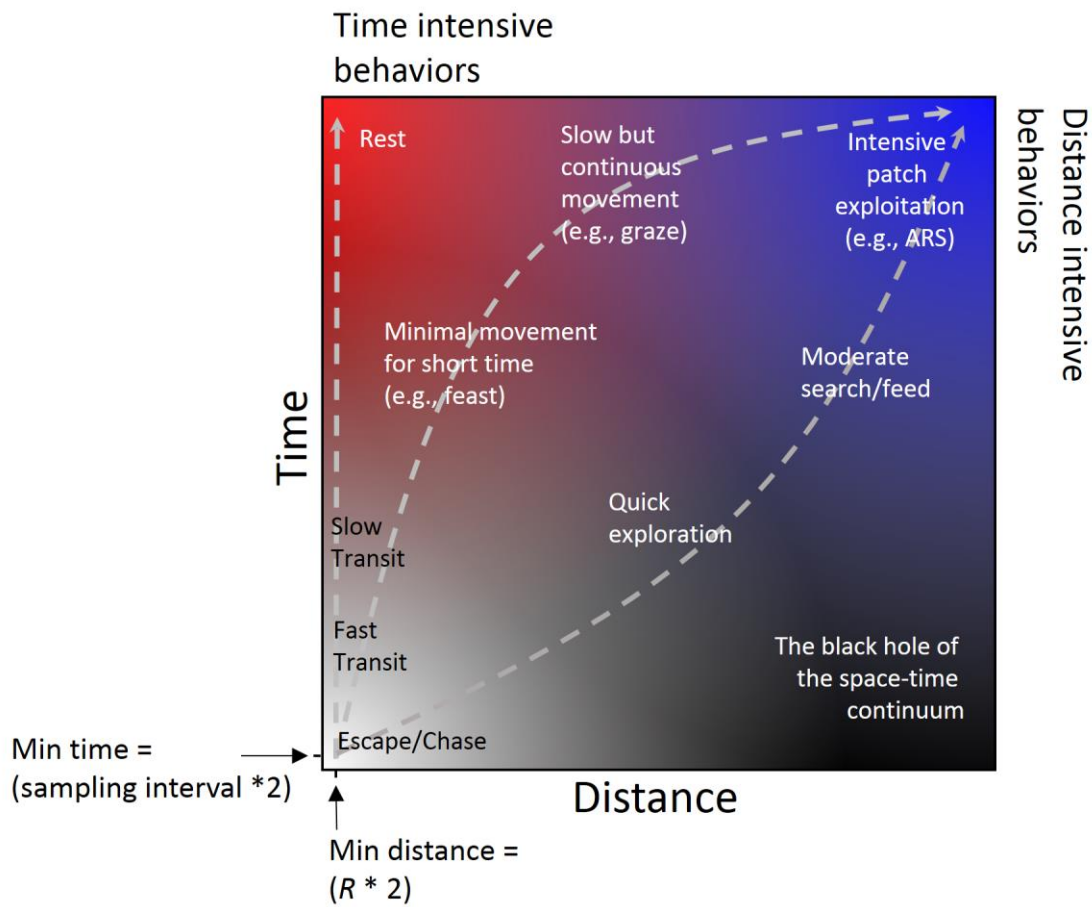 Time intensive
behaviors
Distance intensive
behaviors
Rest
Slow but
continuous
movement
(e.g., graze)
Intensive
patch
exploitation
(e.g., ARS)
Minimal movement
for short time
(e.g., feast)
Moderate
search/feed
Time
Quick
exploration
Slow
Transit
Fast
Transit
The black hole of
the space-time
continuum
Escape/Chase
Min time =
(sampling interval *2)
Distance
Min distance =
(R * 2)